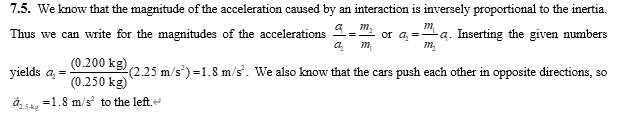 7.5. We know that the magnitude of the acceleration caused by an interaction is inversely proportional to the inertia.
Thus we can write for the magnitudes of the accelerations a₁/a₂ = m₂/m₁ or a₂ = m₁/m₂ a₁. Inserting the given numbers
yields a₂ = (0.200 kg)/(0.250 kg) (2.25 m/s²) = 1.8 m/s². We also know that the cars push each other in opposite directions, so
a⃗₂.₅₋ₖg = 1.8 m/s² to the left.↵